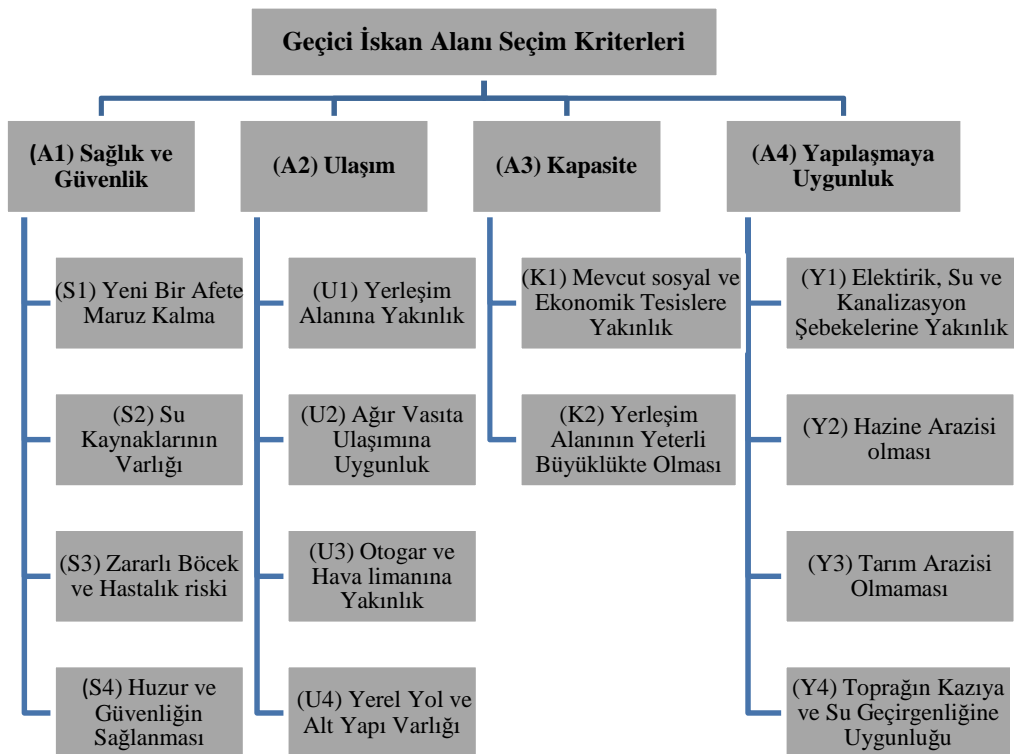 Geçici İskan Alanı Seçim Kriterleri
(A1) Sağlık ve
Güvenlik
(S1) Yeni Bir Afete
Maruz Kalma
(S2) Su
Kaynaklarının
Varlığı
(S3) Zararlı Böcek
ve Hastalık riski
(S4) Huzur ve
Güvenliğin
Sağlanması
(A2) Ulaşım
(U1) Yerleşim
Alanına Yakınlık
(U2) Ağır Vasıta
Ulaşımına
Uygunluk
(U3) Otogar ve
Hava limanına
Yakınlık
(U4) Yerel Yol ve
Alt Yapı Varlığı
(A3) Kapasite
(K1) Mevcut sosyal ve
Ekonomik Tesislere
Yakınlık
(K2) Yerleşim
Alanının Yeterli
Büyüklükte Olması
(A4) Yapılaşmaya
Uygunluk
(Y1) Elektirik, Su ve
Kanalizasyon
Şebekelerine Yakınlık
(Y2) Hazine Arazisi
olması
(Y3) Tarım Arazisi
Olmaması
(Y4) Toprağın Kazıya
ve Su Geçirgenliğine
Uygunluğu